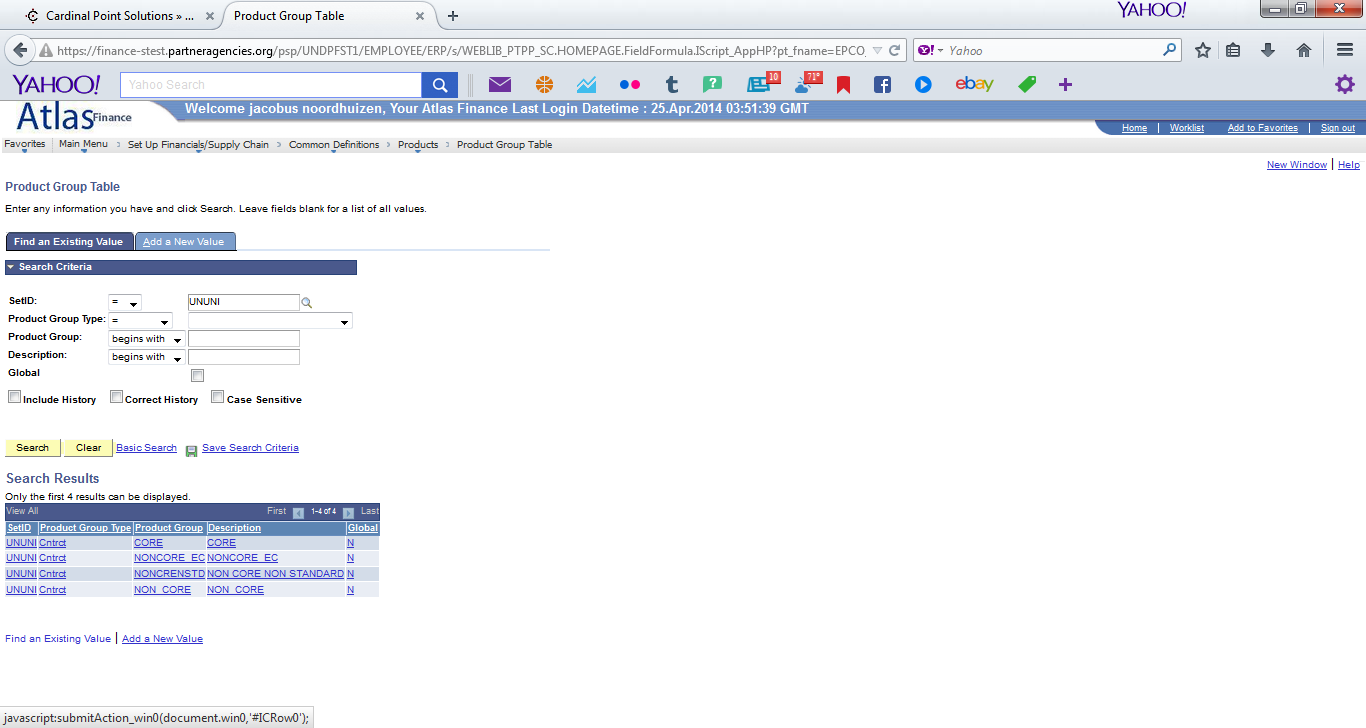 Cardinal Point Solutions » ...
Product Group Table
YAHOO!
https://finance-stest.partneragencies.org/psp/UNDPFST1/EMPLOYEE/ERP/s/WEBLIB_PTPP_SC.HOMEPAGE.FieldFormula.IScript_AppHP?pt_fname=EPCO_
Yahoo
YAHOO!
Yahoo Search
10
71°
ebay
Atlas Finance
Welcome jacobus noordhuizen, Your Atlas Finance Last Login Datetime : 25.Apr.2014 03:51:39 GMT
Home | Worklist Add to Favorites | Sign out
Favorites Main Menu > Set Up Financials/Supply Chain > Common Definitions > Products > Product Group Table
New Window | Help
Product Group Table
Enter any information you have and click Search. Leave fields blank for a list of all values.
Find an Existing Value Add a New Value
Search Criteria
SetID: = UNUNI
Product Group Type: =
Product Group: begins with
Description: begins with
Global
Include History Correct History Case Sensitive
Search Clear Basic Search Save Search Criteria
Search Results
Only the first 4 results can be displayed.
View All First 1-4 of 4 Last
SetID Product Group Type Product Group Description Global
UNUNI Cntrct CORE CORE N
UNUNI Cntrct NONCORE_EC NONCORE_EC N
UNUNI Cntrct NONCRENSTD NON CORE NON STANDARD N
UNUNI Cntrct NON_CORE NON_CORE N
Find an Existing Value | Add a New Value
javascript:submitAction_win0(document.win0,'#ICRow0');